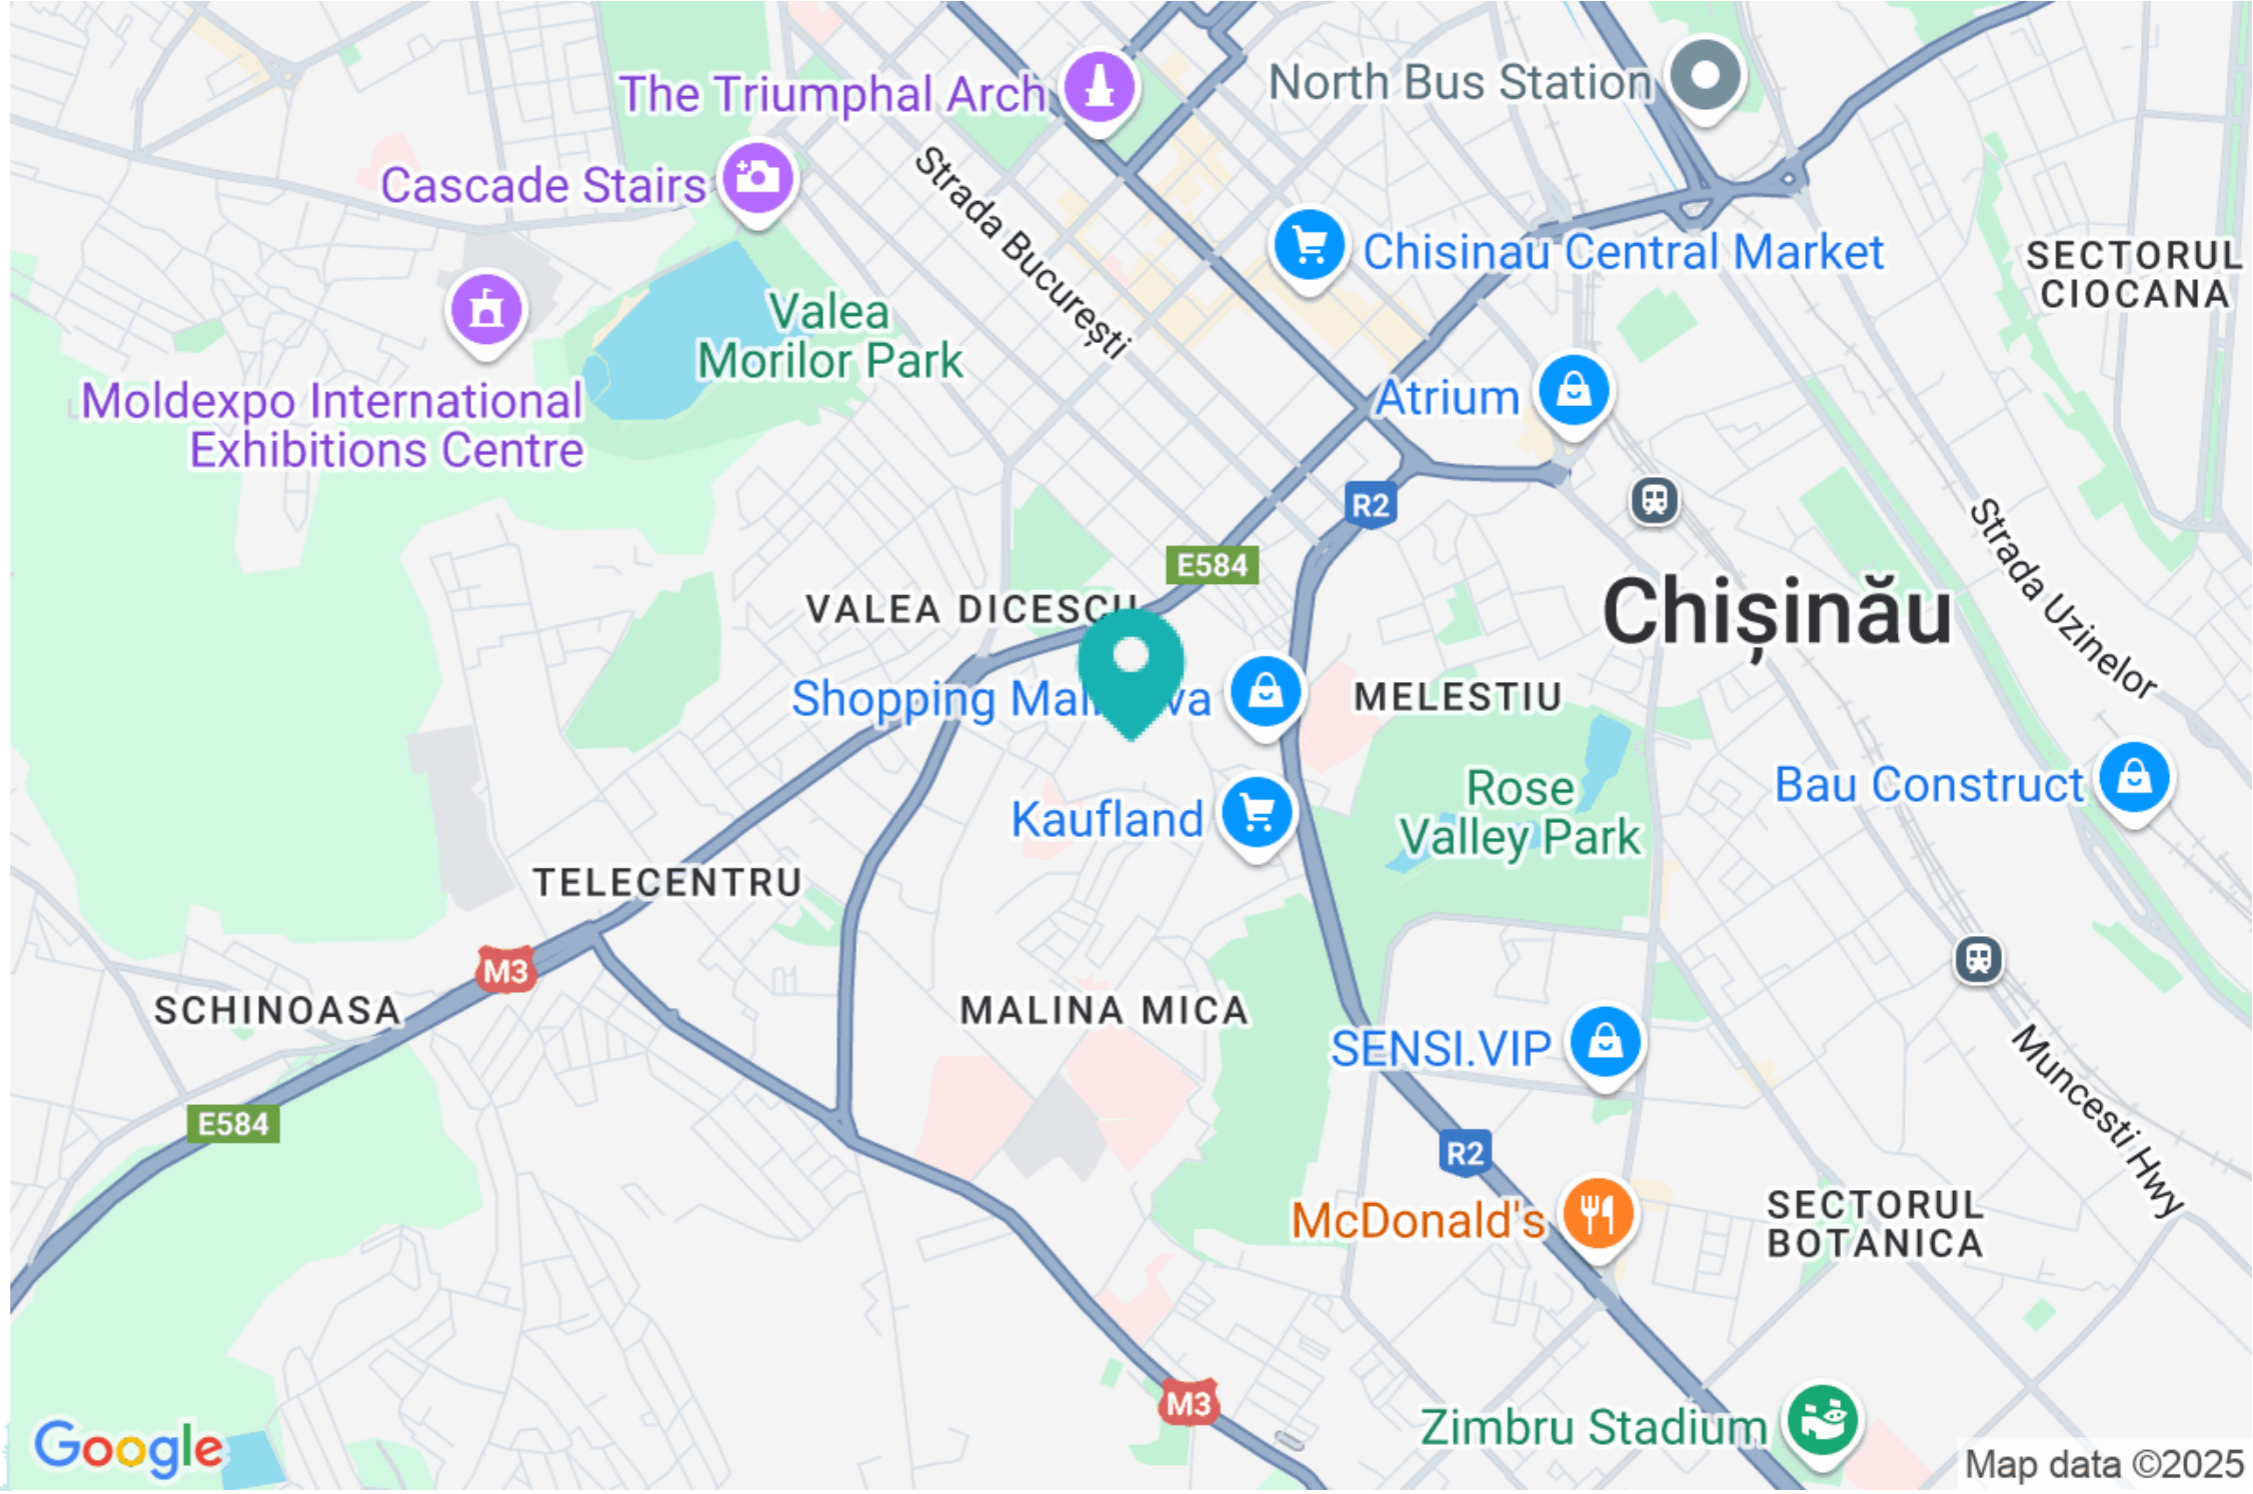 The Triumphal Arch
North Bus Station
Cascade Stairs
Strada București
Chisinau Central Market
SECTORUL
CIOCANA
Valea
Morilor Park
Moldexpo International
Exhibitions Centre
Atrium
R2
Strada Uzinelor
E584
VALEA DICESCU
Chișinău
Shopping
MELESTIU
Rose
Valley Park
Bau Construct
Kaufland
TELECENTRU
M3
SCHINOASA
MALINA MICA
SENSI.VIP
Muncesti Hwy
E584
R2
McDonald's
SECTORUL
BOTANICA
M3
Zimbru Stadium
Google
Map data ©2025